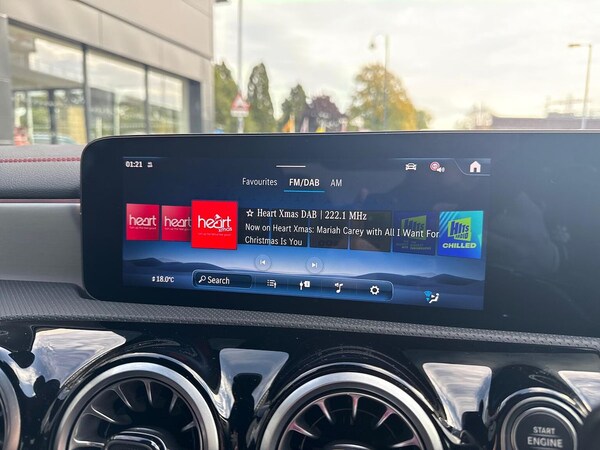 01:21
Favourites FM/DAB AM
heart heart heart Heart Xmas DAB | 222.1 MHz
Now on Heart Xmas: Mariah Carey with All I Want For
Christmas Is You
Hits
CHILLED
18.0°C Search
START
ENGINE